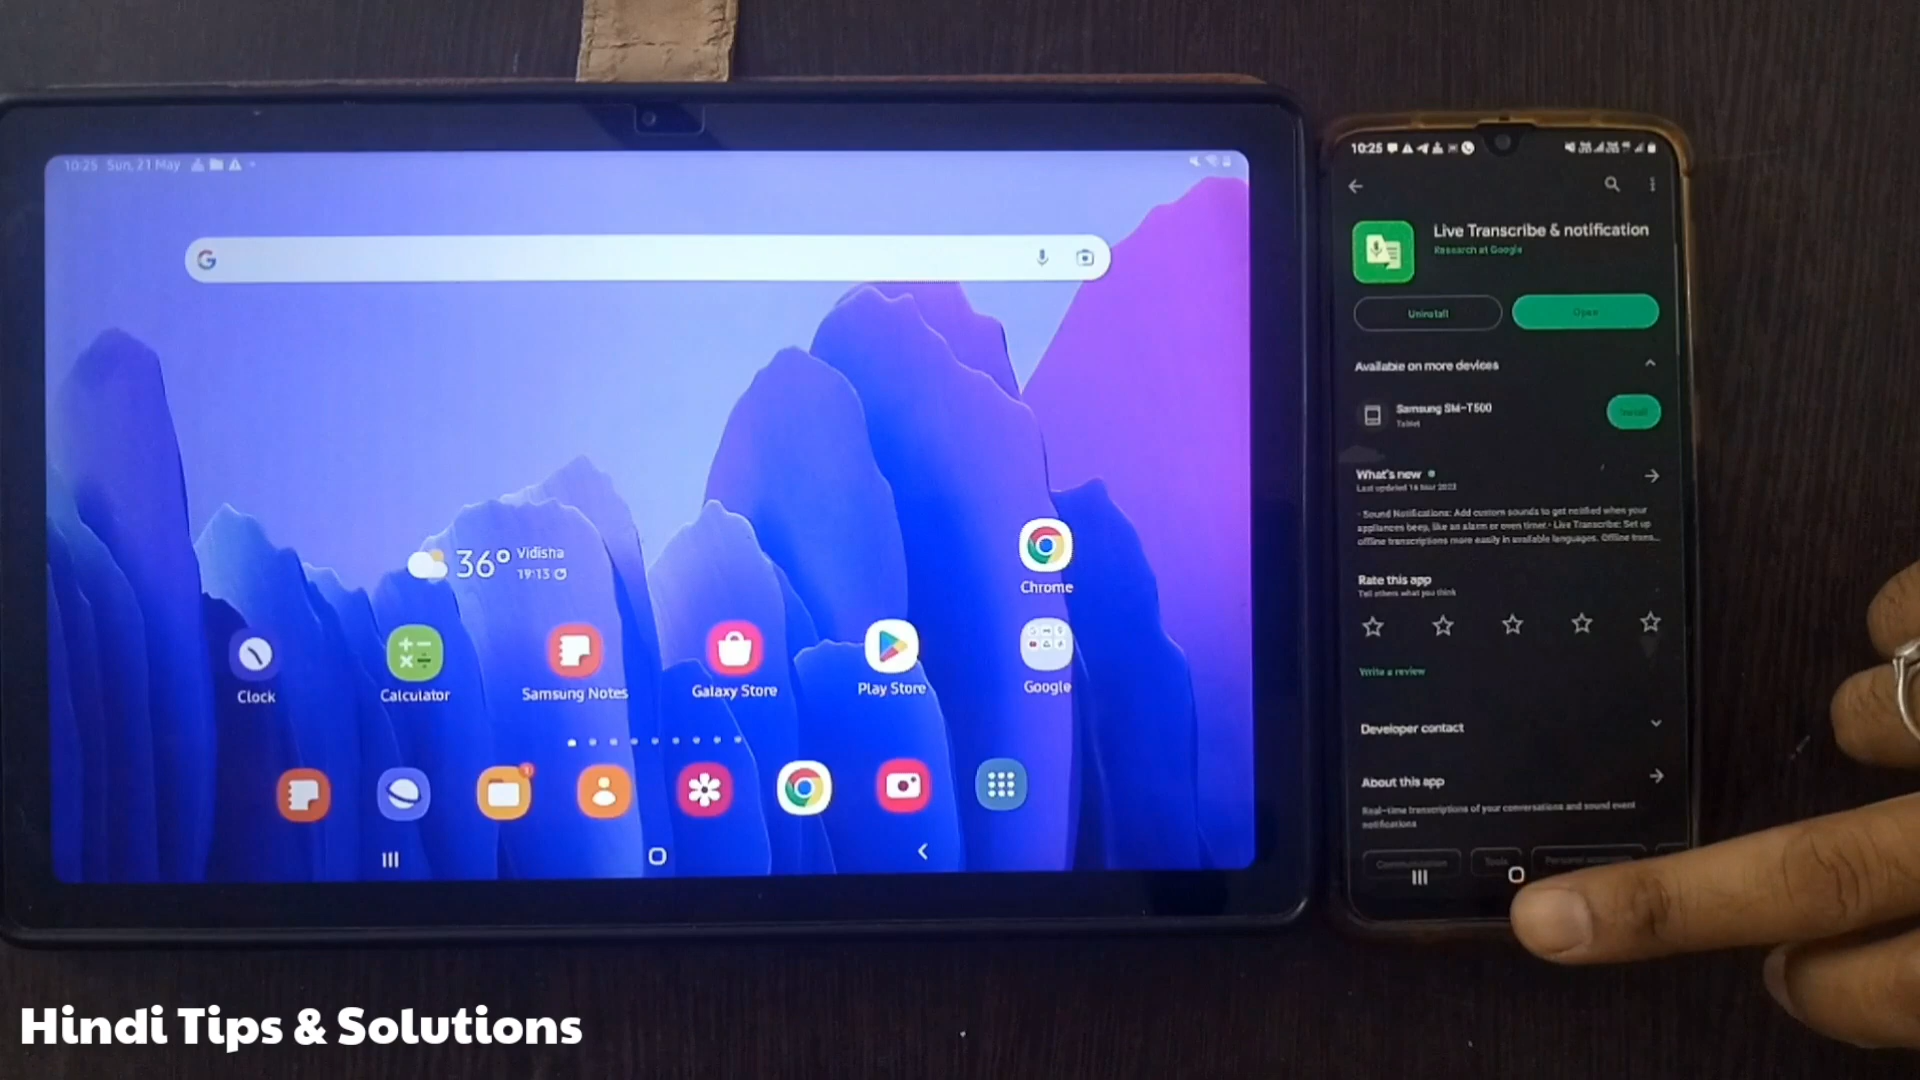 10:25 Sun, 21 May
36° Vidisha
19:13
Chrome
Clock
Calculator
Samsung Notes
Galaxy Store
Play Store
Google
10:25
Live Transcribe & notification
Research at Google
Uninstall
Open
Available on more devices
Samsung SM-T500
Tablet
Install
What's new
Last updated 16 Mar 2023
• Sound Notifications: Add custom sounds to get notified when your
appliances beep, like an alarm or oven timer • Live Transcribe: Set up
offline transcriptions more easily in available languages. Offline trans...
Rate this app
Tell others what you think
Write a review
Developer contact
About this app
Real-time transcriptions of your conversations and sound event
notifications
Communication
Tools
Hindi Tips & Solutions